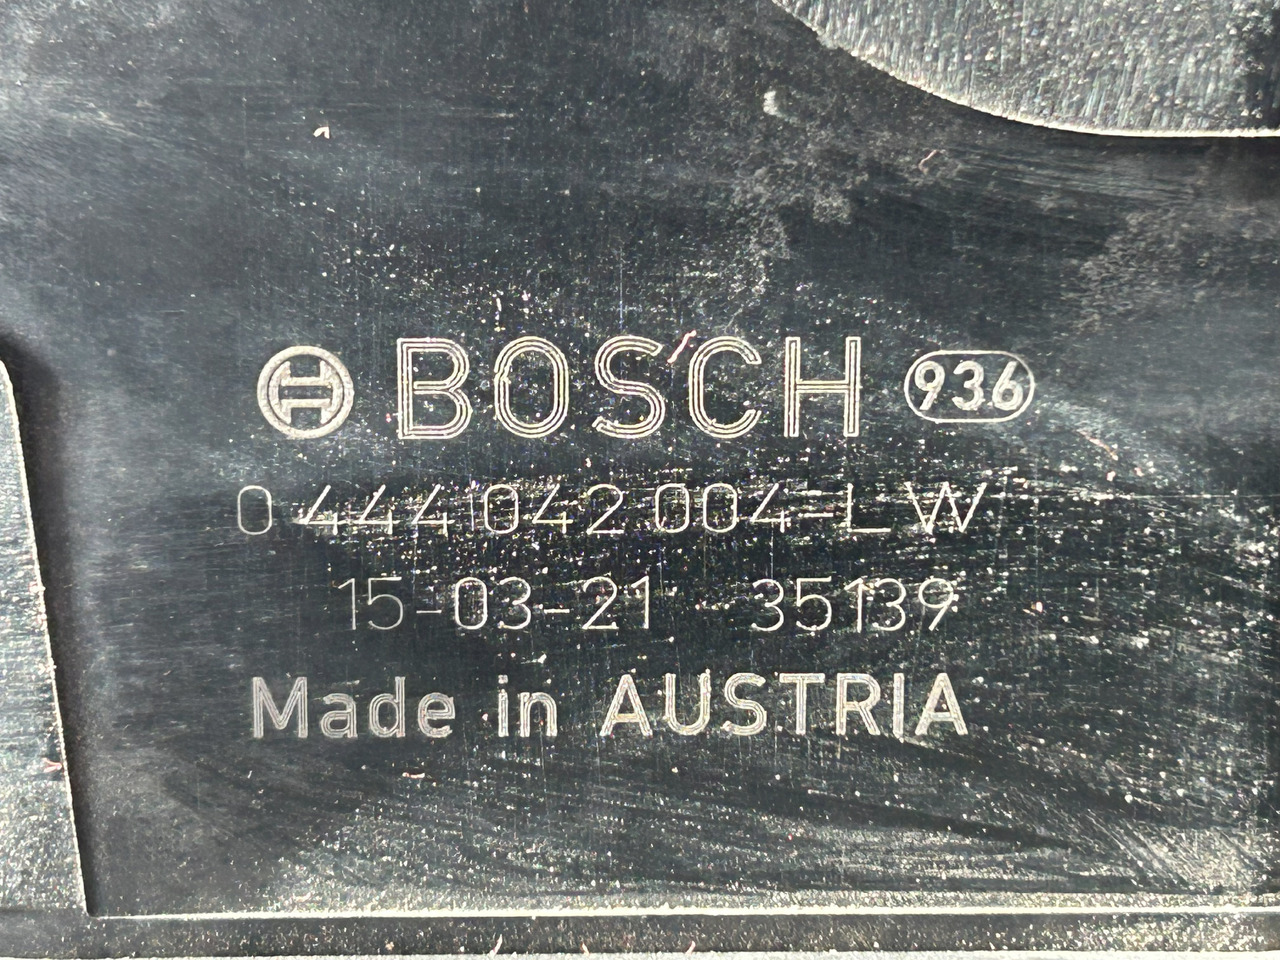 BOSCH 936
0 444 042 004-LW
15-03-21 35139
Made in AUSTRIA